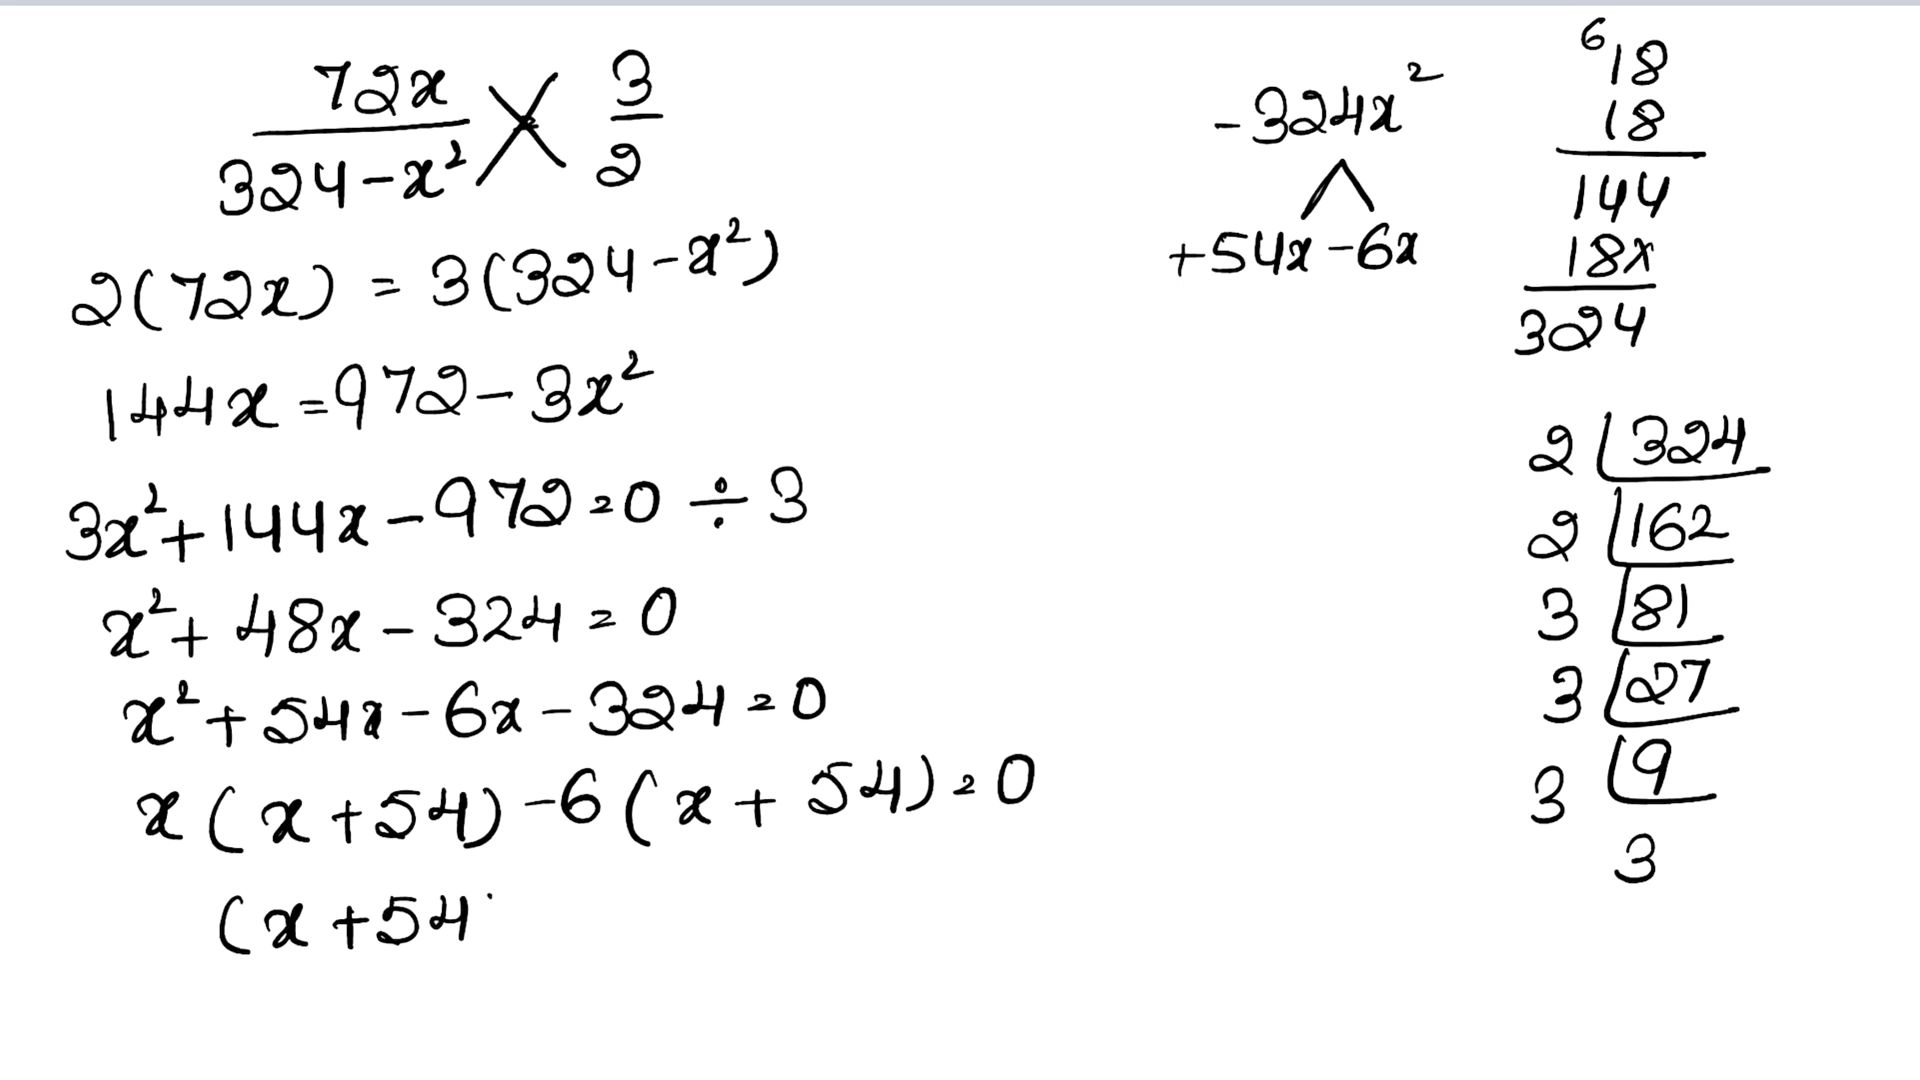 72x 3
324-x² 2
2(72x) = 3(324-x²)
144x = 972 - 3x²
3x² + 144x - 972 = 0 ÷ 3
x² + 48x - 324 = 0
x² + 54x - 6x - 324 = 0
x(x+54) -6(x+54) = 0
(x+54
-324x²
+54x -6x
6
18
18
144
18x
324
2 324
2 162
3 81
3 27
3 9
3